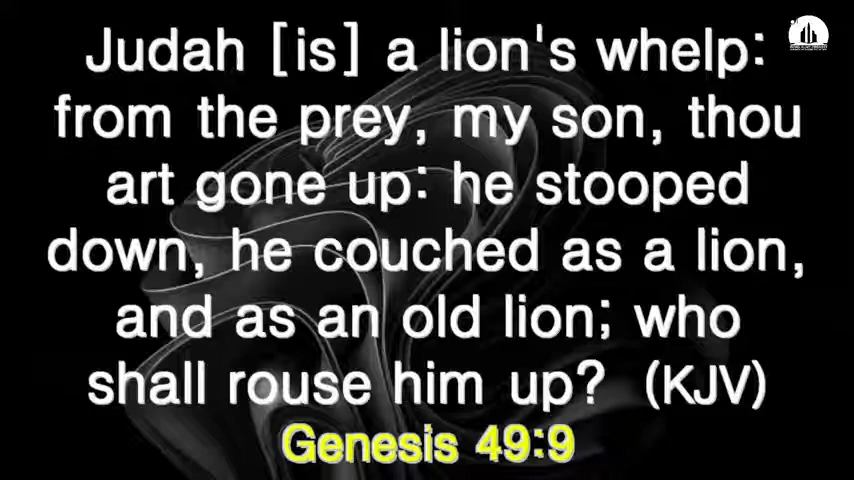 Judah [is] a lion's whelp:
from the prey, my son, thou
art gone up: he stooped
down, he couched as a lion,
and as an old lion; who
shall rouse him up? (KJV)
Genesis 49:9